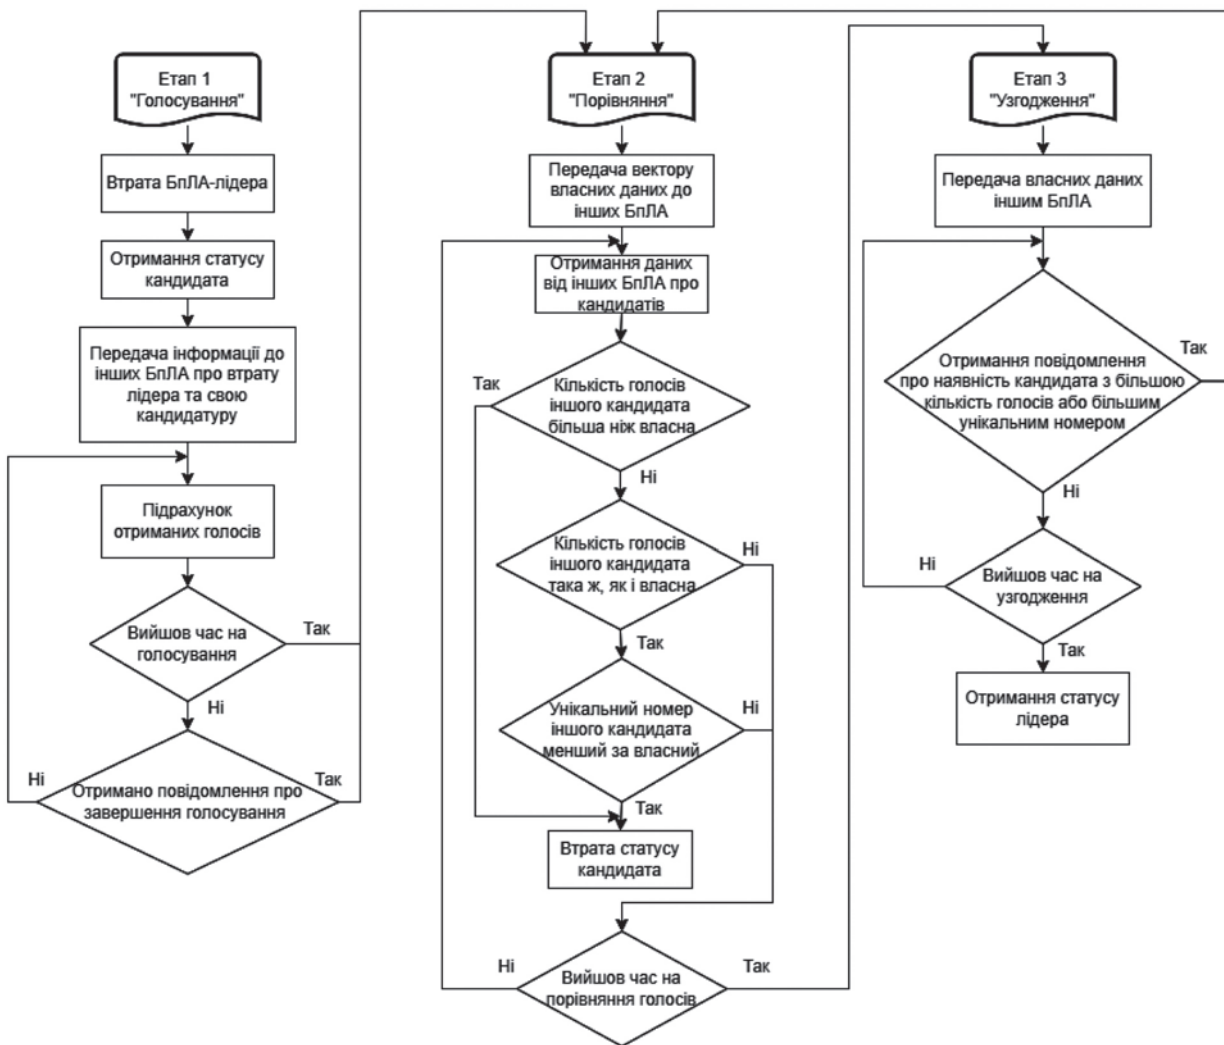 Етап 1
"Голосування"
Втрата БпЛА-лідера
Отримання статусу
кандидата
Передача інформації до
інших БпЛА про втрату
лідера та свою
кандидатуру
Підрахунок
отриманих голосів
Вийшов час на
голосування
Так
Ні
Отримано повідомлення про
завершення голосування
Ні
Так
Етап 2
"Порівняння"
Передача вектору
власних даних до
інших БпЛА
Отримання даних
від інших БпЛА про
кандидатів
Так
Кількість голосів
іншого кандидата
більша ніж власна
Ні
Кількість голосів
іншого кандидата
така ж, як і власна
Ні
Так
Унікальний номер
іншого кандидата
менший за власний
Ні
Так
Втрата статусу
кандидата
Ні
Вийшов час на
порівняння голосів
Так
Етап 3
"Узгодження"
Передача власних даних
іншим БпЛА
Отримання повідомлення
про наявність кандидата з більшою
кількість голосів або більшим
унікальним номером
Так
Ні
Ні
Вийшов час на
узгодження
Так
Отримання статусу
лідера